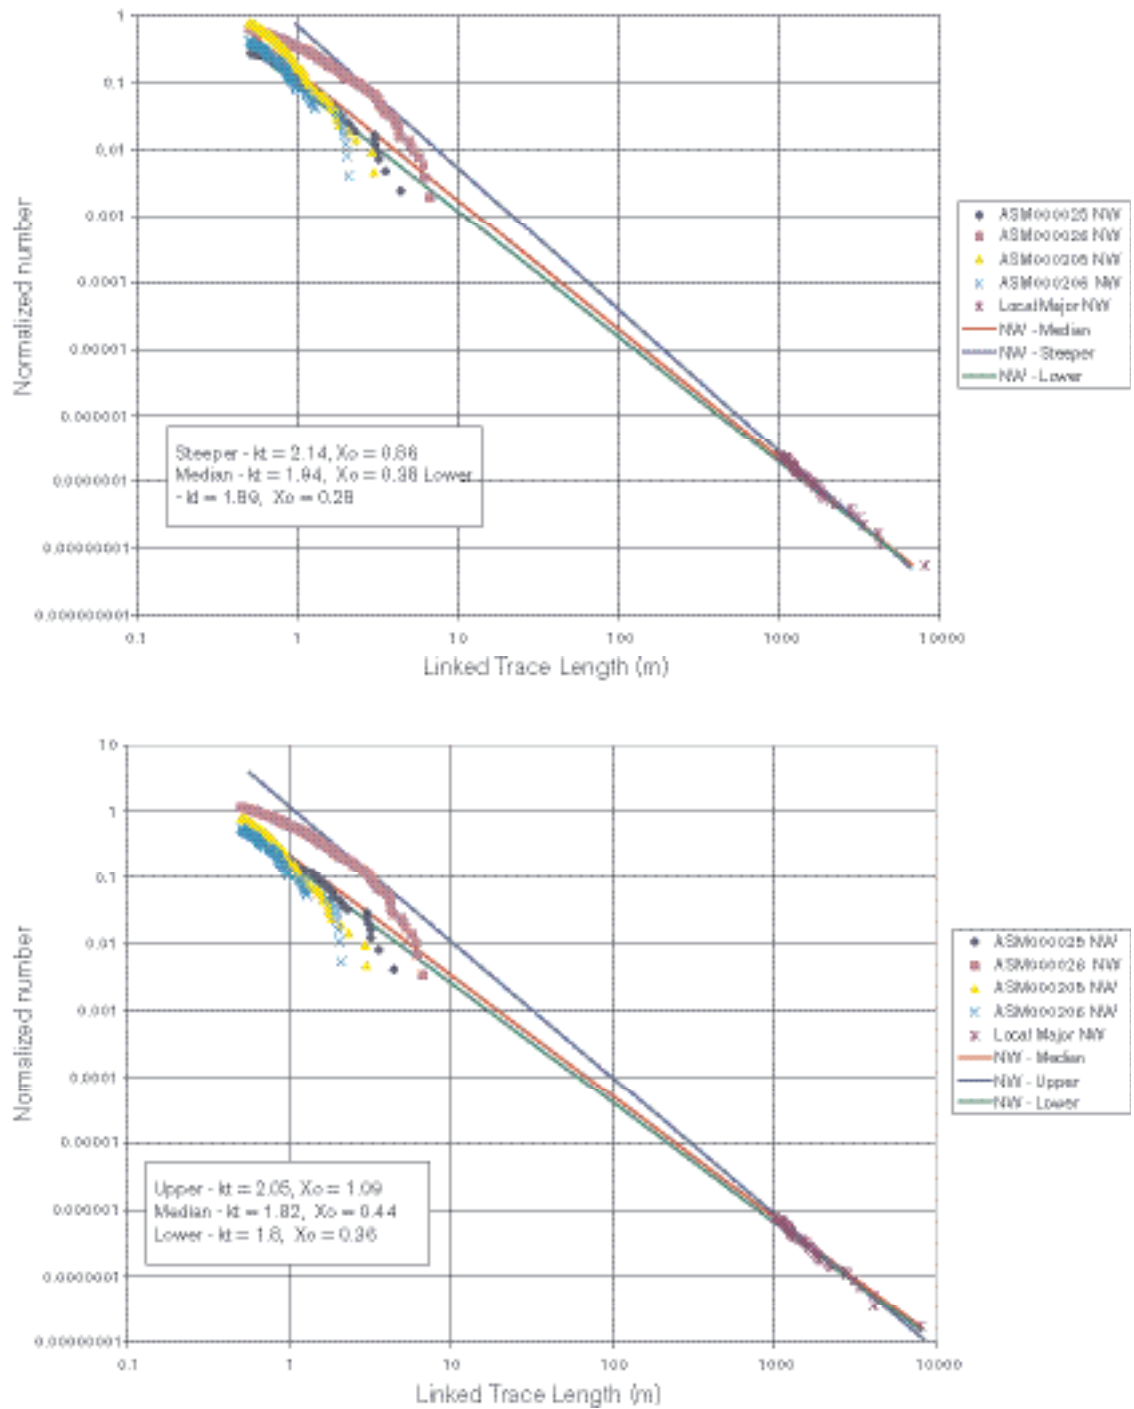 1
0.1
0.01
0.001
0.0001
0.00001
0.000001
0.0000001
0.00000001
0.000000001
Normalized number
0.1
1
10
100
1000
10000
Linked Trace Length (m)
Steeper - kt = 2.14, Xo = 0.86
Median - kt = 1.94, Xo = 0.38 Lower
- kt = 1.89, Xo = 0.28
ASM000025 NW
ASM000026 NW
ASM000205 NW
ASM000206 NW
Local Major NW
NW - Median
NW - Steeper
NW - Lower
10
1
0.1
0.01
0.001
0.0001
0.00001
0.000001
0.0000001
0.00000001
Normalized number
0.1
1
10
100
1000
10000
Linked Trace Length (m)
Upper - kt = 2.05, Xo = 1.09
Median - kt = 1.82, Xo = 0.44
Lower - kt = 1.8, Xo = 0.36
ASM000025 NW
ASM000026 NW
ASM000205 NW
ASM000206 NW
Local Major NW
NW - Median
NW - Upper
NW - Lower